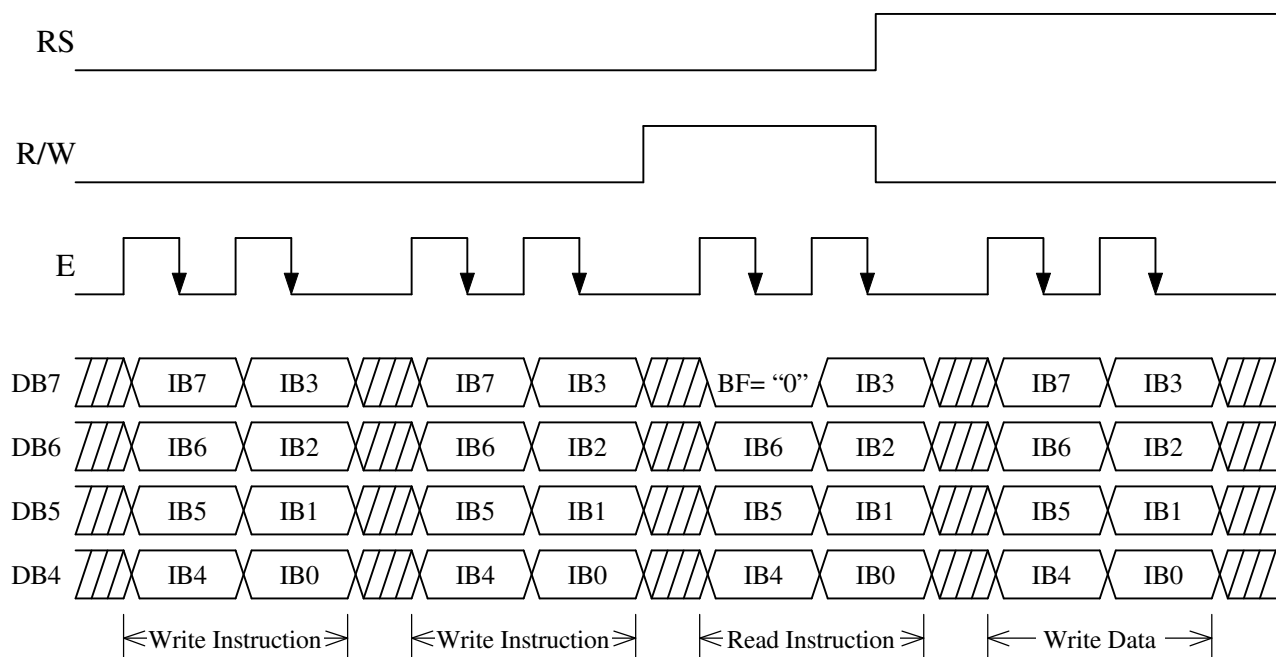 RS
R/W
E
DB7 IB7 IB3 IB7 IB3 BF= “0” IB3 IB7 IB3
DB6 IB6 IB2 IB6 IB2 IB6 IB2 IB6 IB2
DB5 IB5 IB1 IB5 IB1 IB5 IB1 IB5 IB1
DB4 IB4 IB0 IB4 IB0 IB4 IB0 IB4 IB0
Write Instruction Write Instruction Read Instruction Write Data